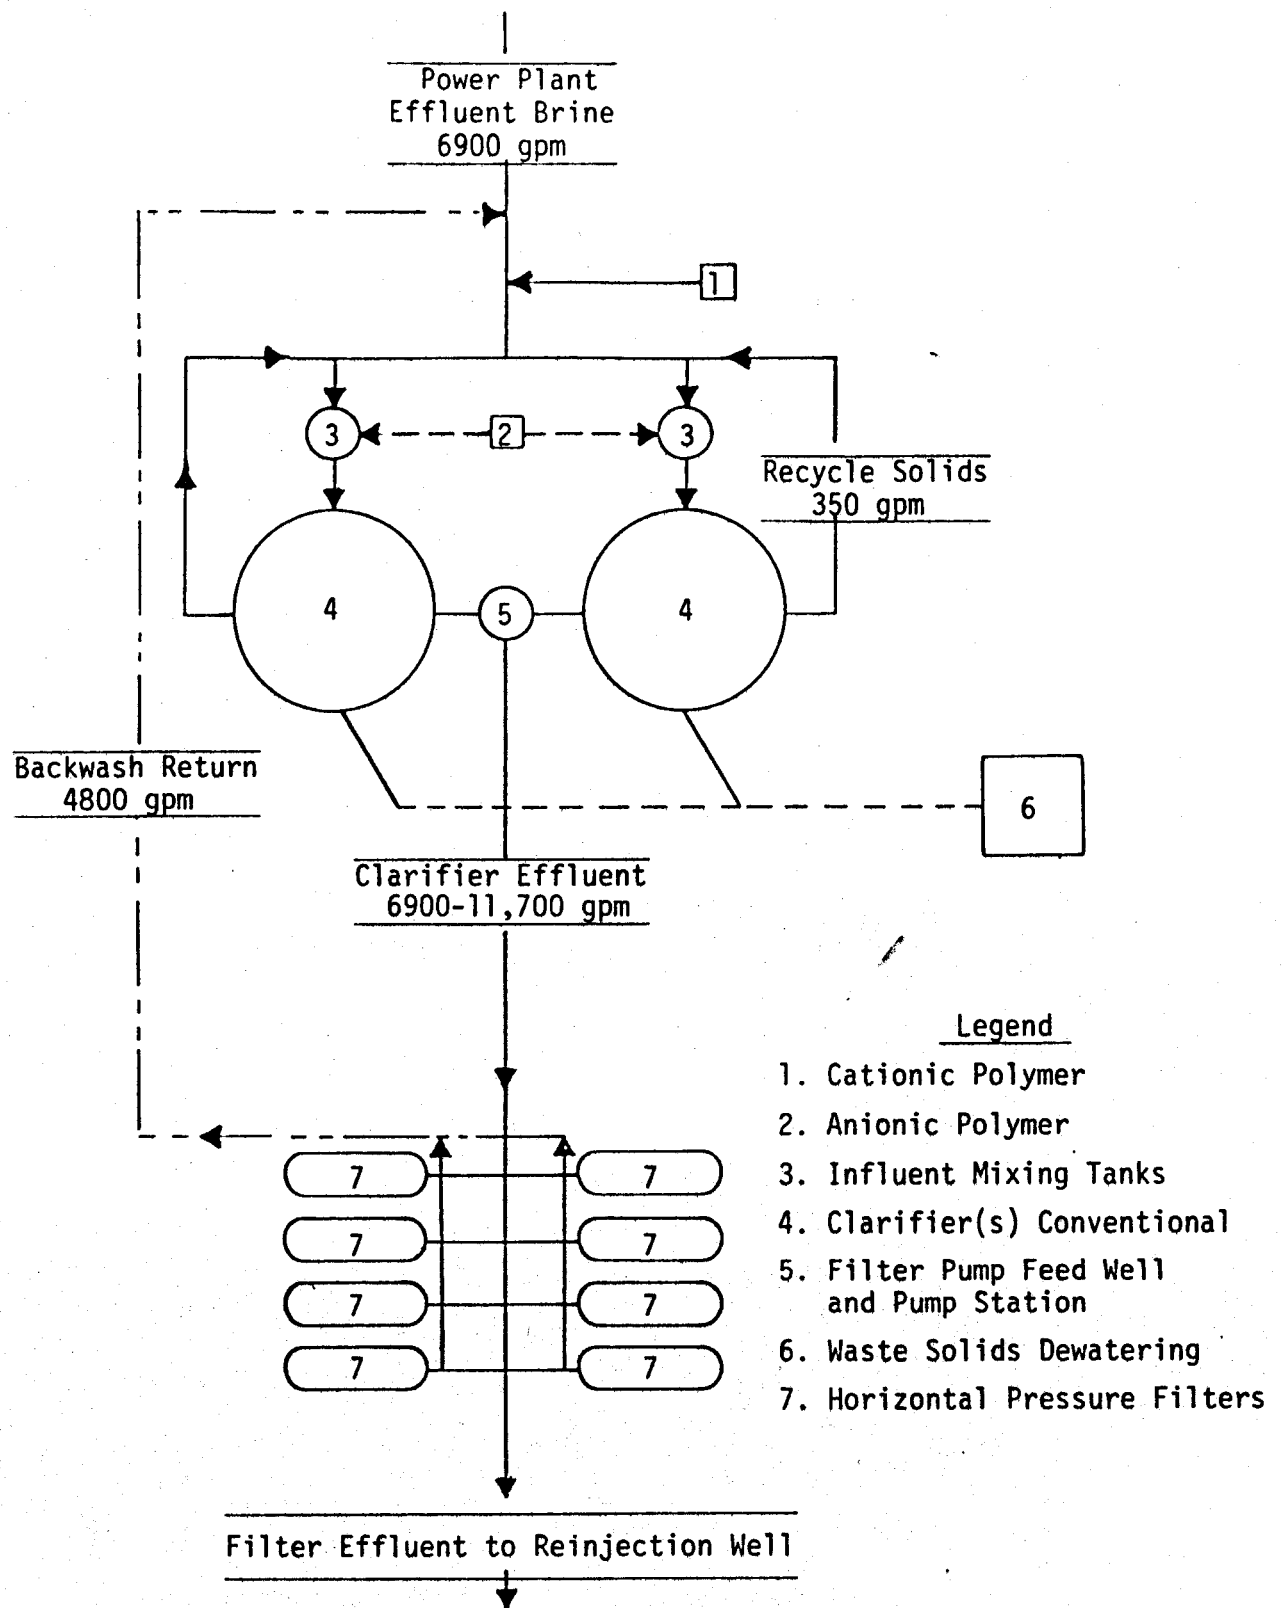 Power Plant
Effluent Brine
6900 gpm
1
3
2
3
Recycle Solids
350 gpm
4
5
4
Backwash Return
4800 gpm
6
Clarifier Effluent
6900-11,700 gpm
7
7
7
7
7
7
7
7
Legend
1. Cationic Polymer
2. Anionic Polymer
3. Influent Mixing Tanks
4. Clarifier(s) Conventional
5. Filter Pump Feed Well
and Pump Station
6. Waste Solids Dewatering
7. Horizontal Pressure Filters
Filter Effluent to Reinjection Well